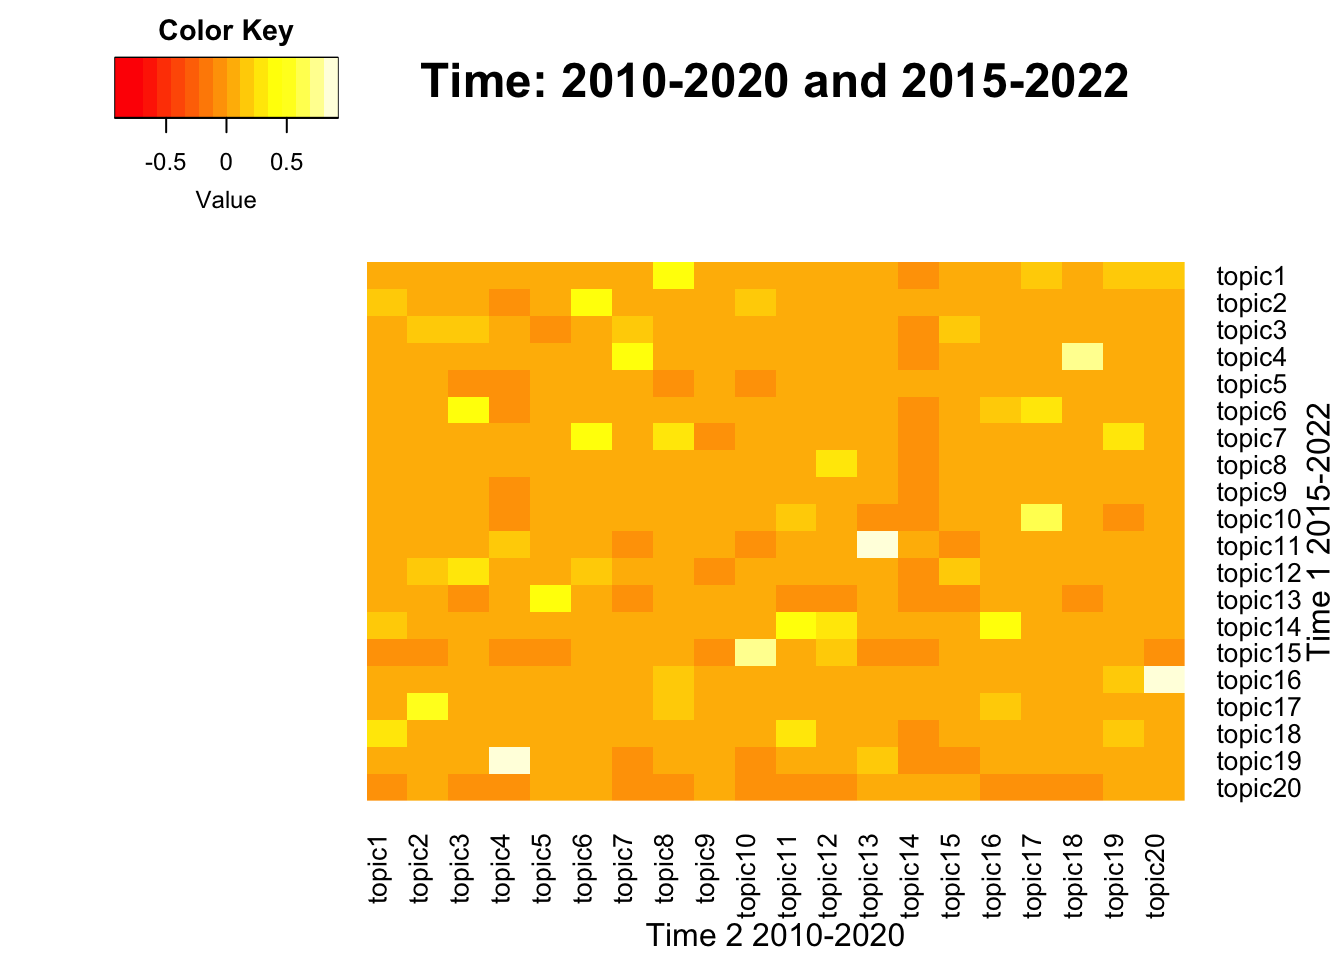 Color Key
Time: 2010-2020 and 2015-2022
-0.5 0 0.5
Value
topic1
topic2
topic3
topic4
topic5
topic6
topic7
topic8
topic9
topic10
topic11
topic12
topic13
topic14
topic15
topic16
topic17
topic18
topic19
topic20
Time 1 2015-2022
topic1
topic2
topic3
topic4
topic5
topic6
topic7
topic8
topic9
topic10
topic11
topic12
topic13
topic14
topic15
topic16
topic17
topic18
topic19
topic20
Time 2 2010-2020